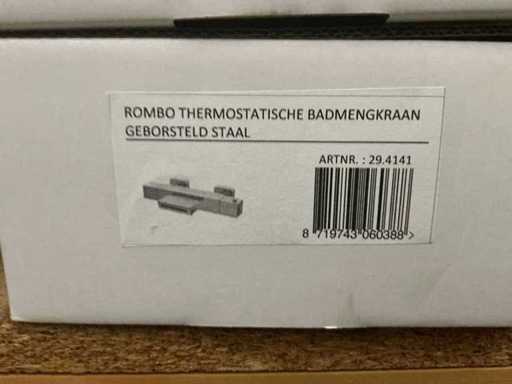 ROMBO THERMOSTATISCHE BADMENGKRAAN
GEBORSTELD STAAL
ARTNR. : 29.4141
8 719743 060388 >